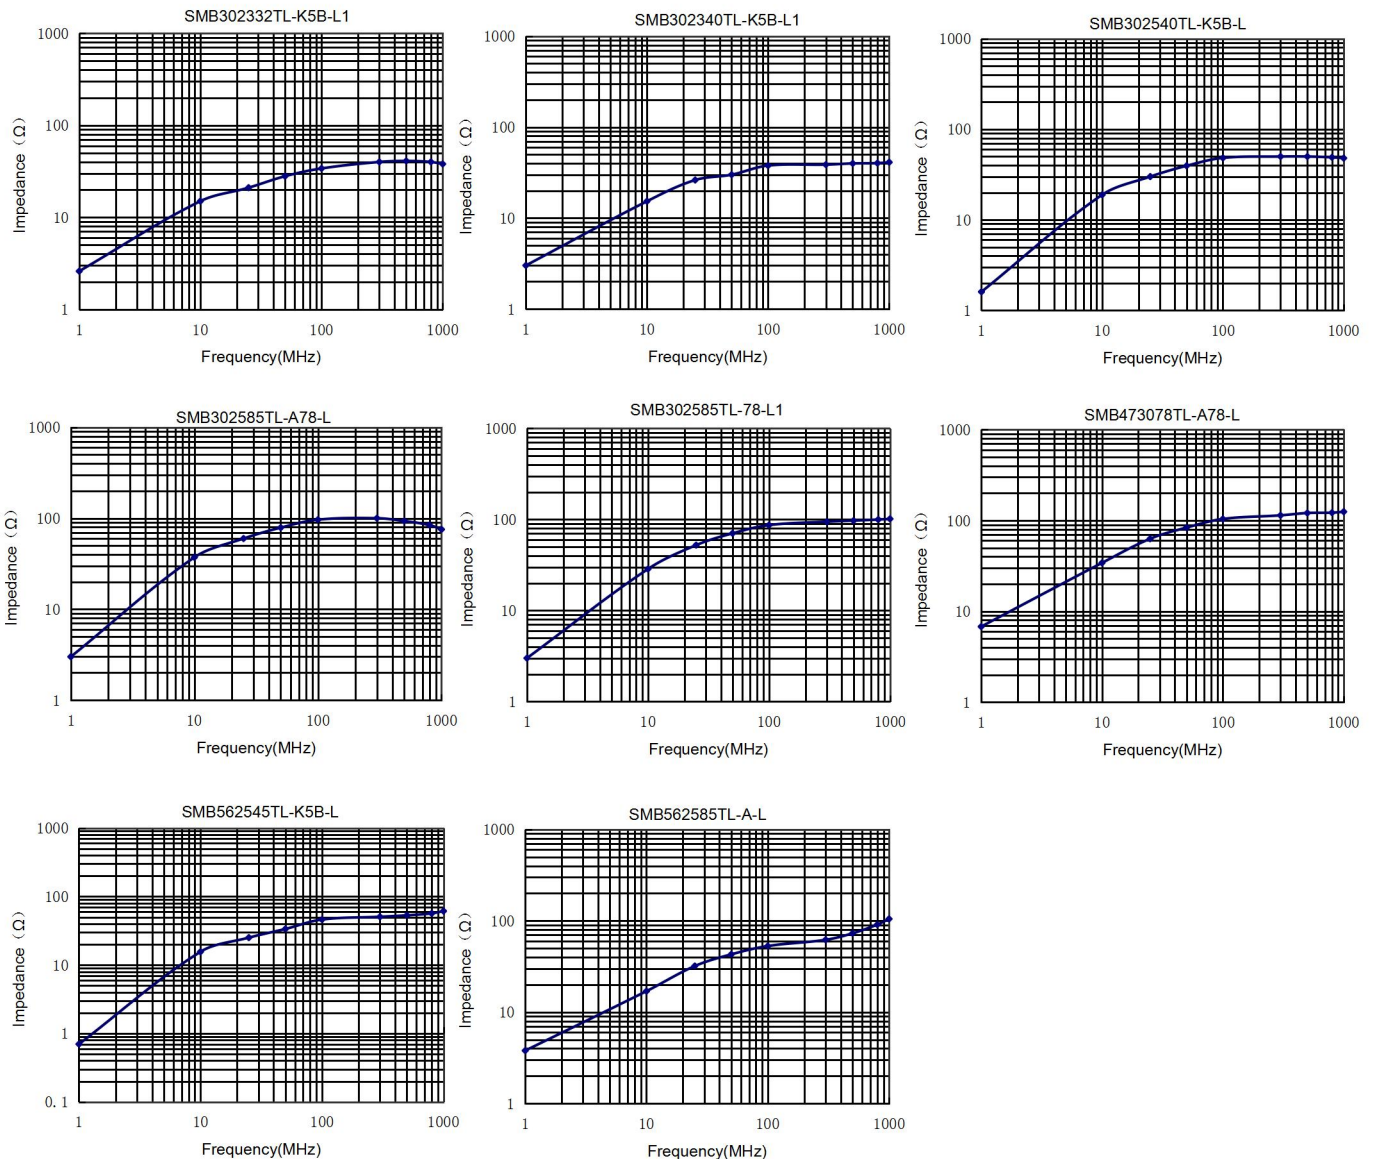 SMB302332TL-K5B-L1
1000
100
10
1
Impedance（Ω）
1 10 100 1000
Frequency(MHz)
SMB302340TL-K5B-L1
1000
100
10
1
Impedance（Ω）
1 10 100 1000
Frequency(MHz)
SMB302540TL-K5B-L
1000
100
10
1
Impedance（Ω）
1 10 100 1000
Frequency(MHz)
SMB302585TL-A78-L
1000
100
10
1
Impedance（Ω）
1 10 100 1000
Frequency(MHz)
SMB302585TL-78-L1
1000
100
10
1
Impedance（Ω）
1 10 100 1000
Frequency(MHz)
SMB473078TL-A78-L
1000
100
10
1
Impedance（Ω）
1 10 100 1000
Frequency(MHz)
SMB562545TL-K5B-L
1000
100
10
1
0.1
Impedance（Ω）
1 10 100 1000
Frequency(MHz)
SMB562585TL-A-L
1000
100
10
1
Impedance（Ω）
1 10 100 1000
Frequency(MHz)